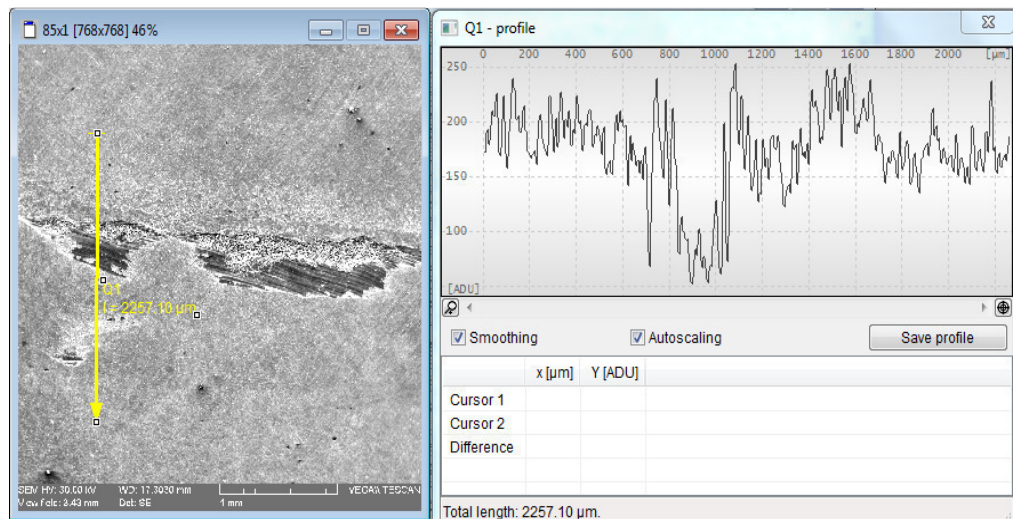 85x1 [768x768] 46%
Q1
l = 2257.10 µm
SEM HV: 30.00 kV WD: 17.3020 mm VEGA\\ TESCAN
View field: 3.43 mm Det: SE 1 mm
Q1 - profile
0 200 400 600 800 1000 1200 1400 1600 1800 2000 [µm]
250
200
150
100
[ADU]
Smoothing Autoscaling Save profile
x [µm] Y [ADU]
Cursor 1
Cursor 2
Difference
Total length: 2257.10 µm.